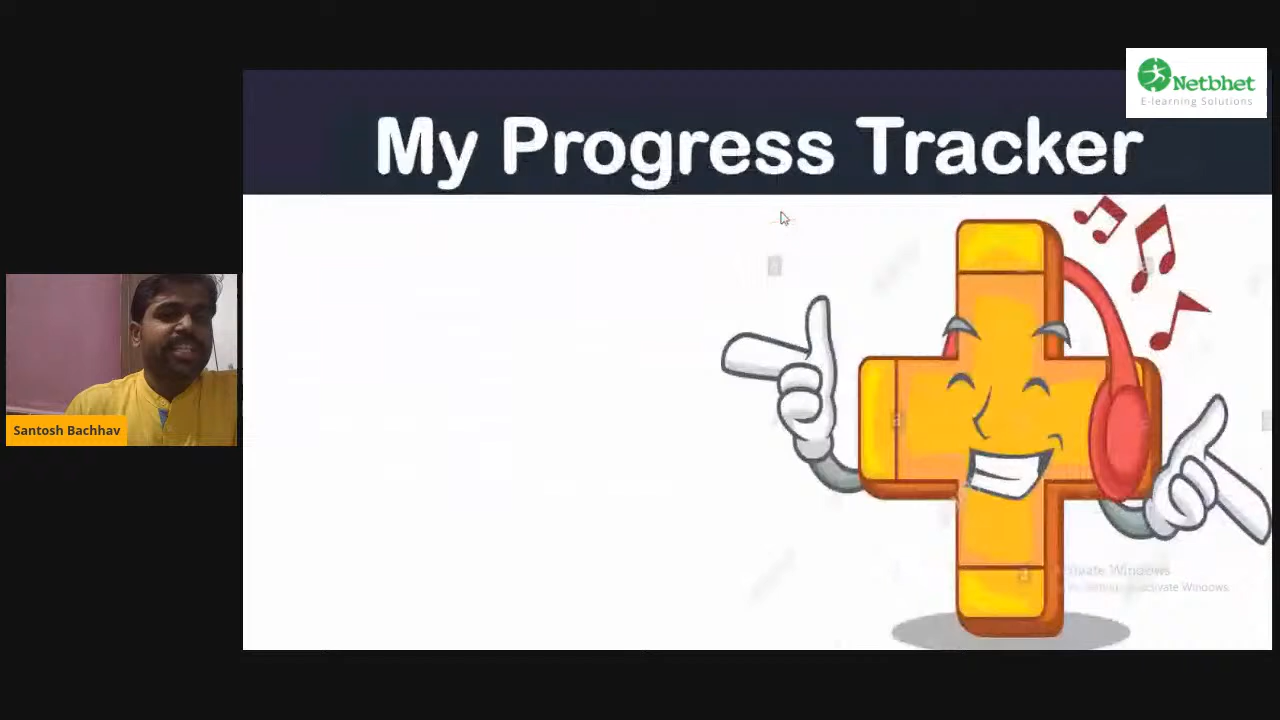 Netbhet
E-learning Solutions
My Progress Tracker
Santosh Bachhav
Activate Windows
activate Windows.